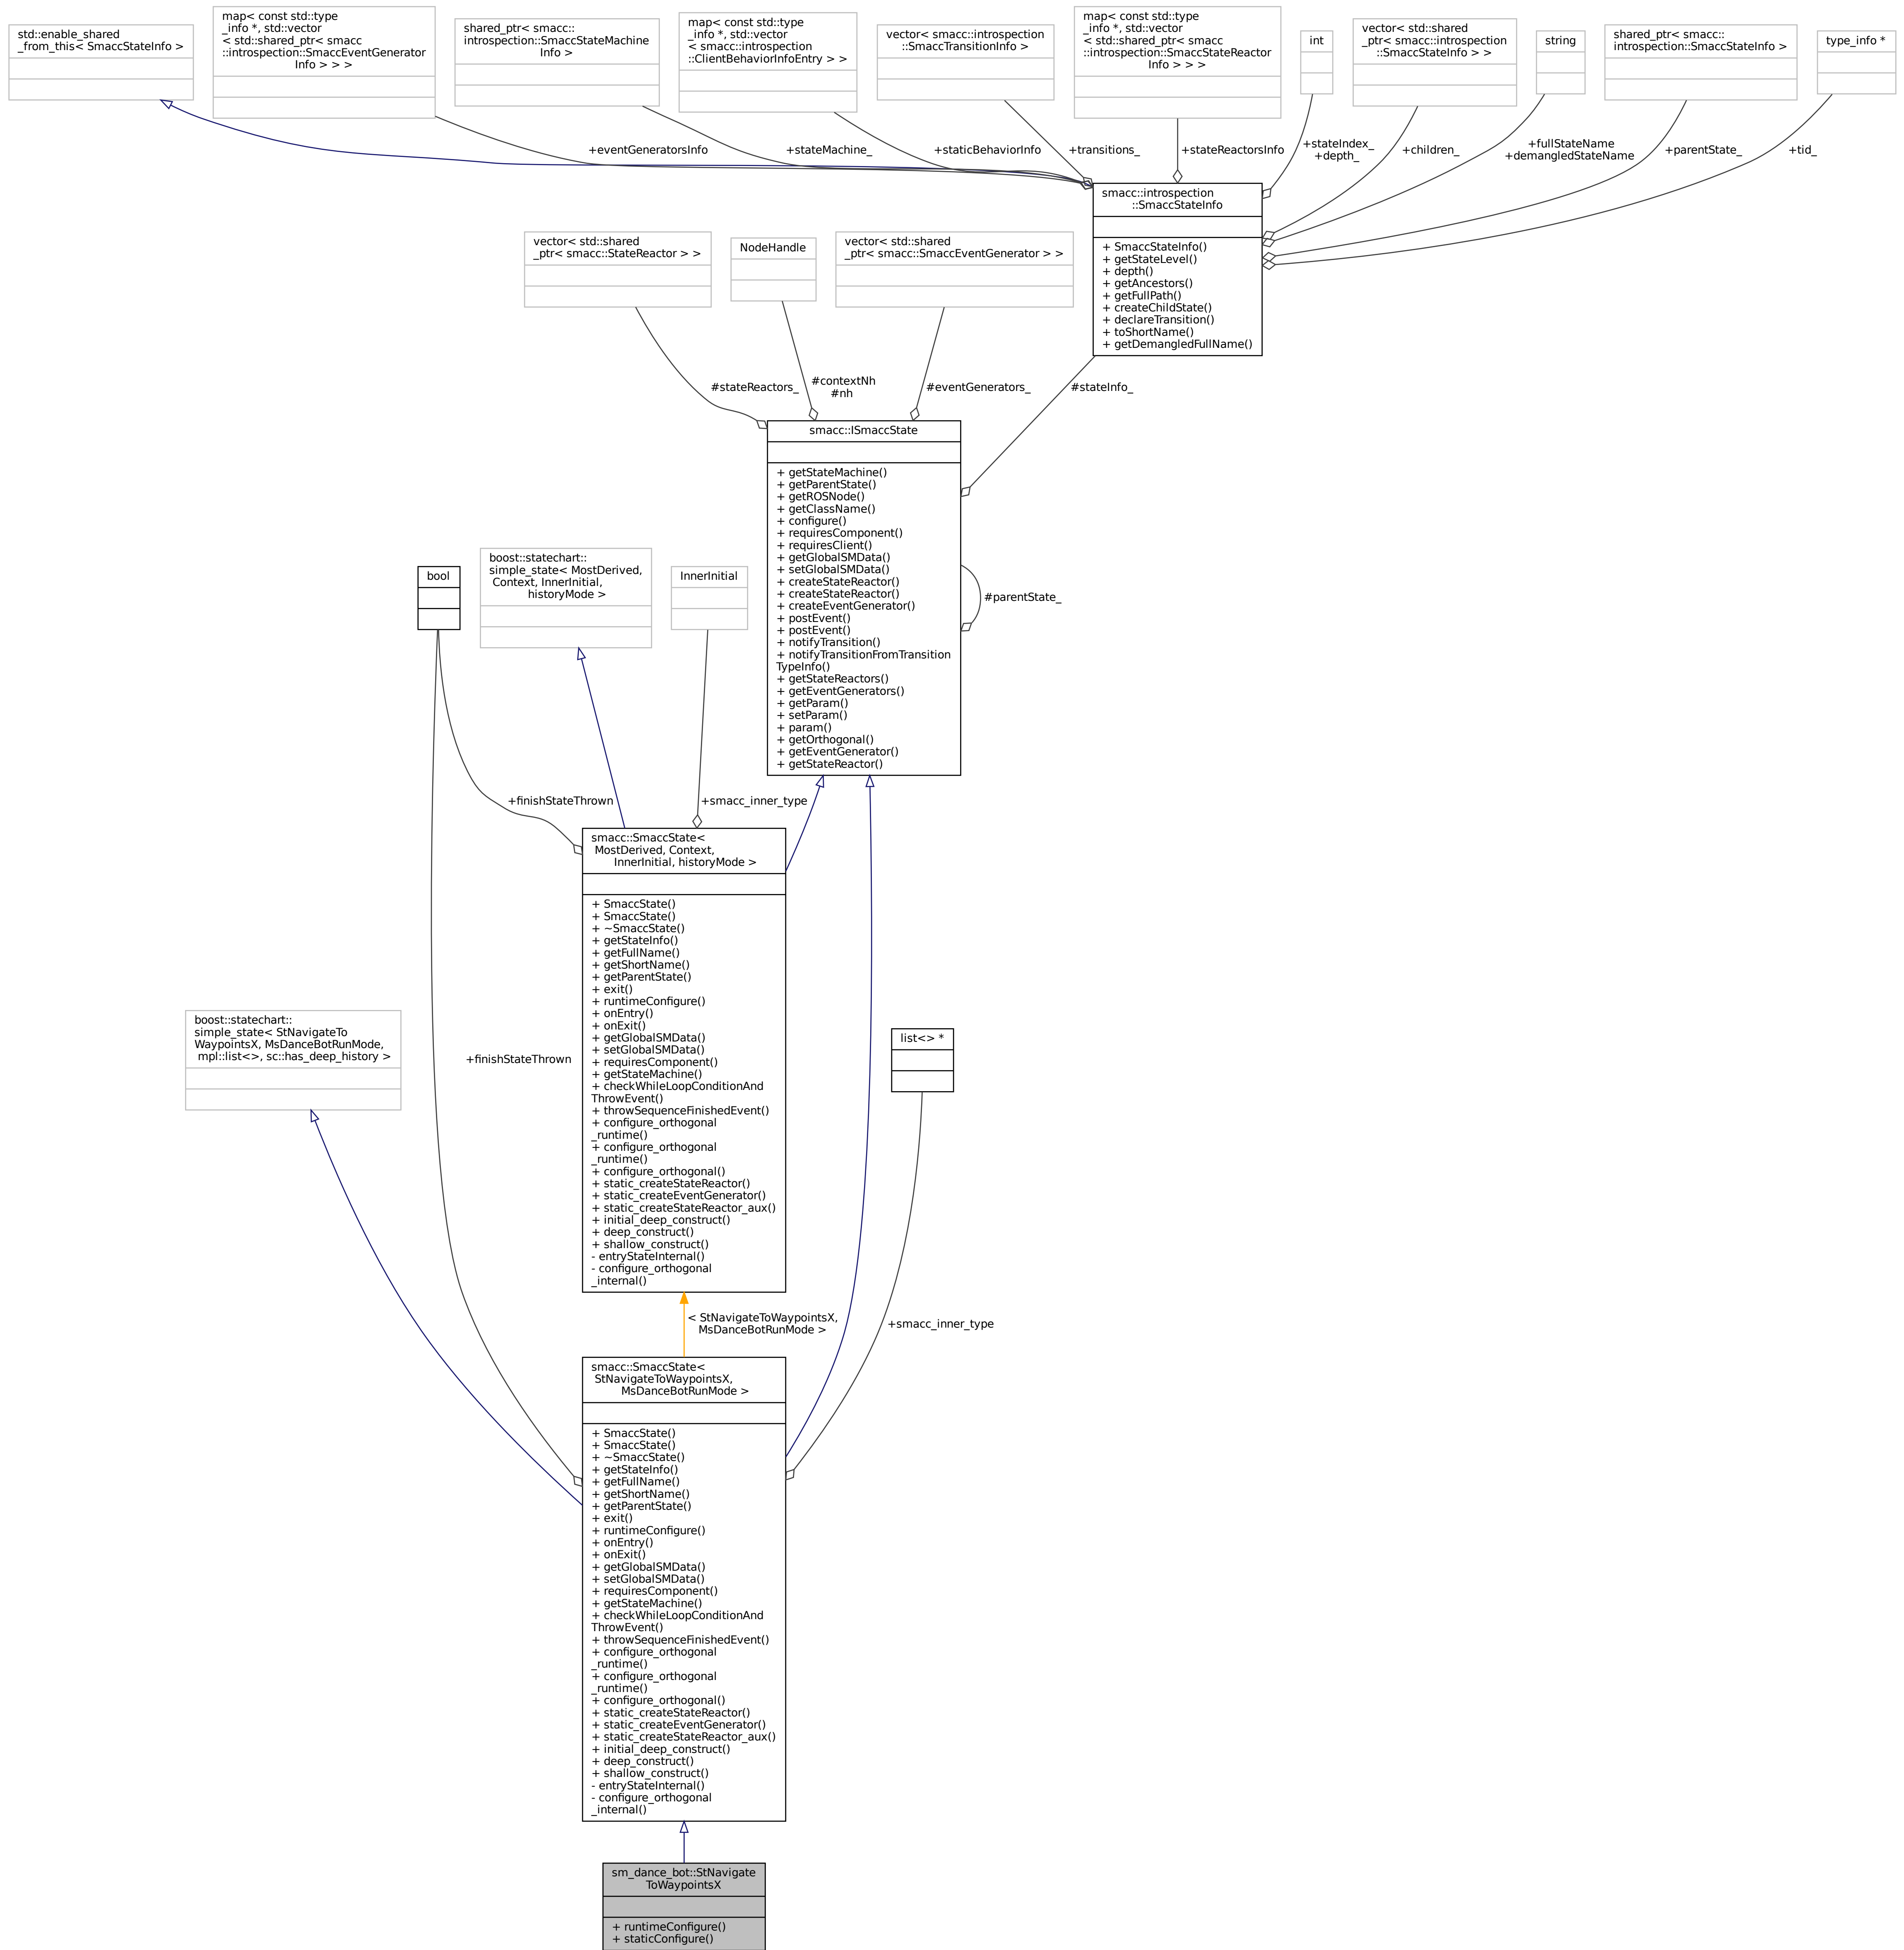 std::enable_shared
_from_this< SmaccStateInfo >
map< const std::type
_info *, std::vector
< std::shared_ptr< smacc
::introspection::SmaccEventGenerator
Info > > >
shared_ptr< smacc::
introspection::SmaccStateMachine
Info >
map< const std::type
_info *, std::vector
< smacc::introspection
::ClientBehaviorInfoEntry > >
vector< smacc::introspection
::SmaccTransitionInfo >
map< const std::type
_info *, std::vector
< std::shared_ptr< smacc
::introspection::SmaccStateReactor
Info > > >
int
vector< std::shared
_ptr< smacc::introspection
::SmaccStateInfo > >
string
shared_ptr< smacc::
introspection::SmaccStateInfo >
type_info *
+eventGeneratorsInfo
+stateMachine_
+staticBehaviorInfo
+transitions_
+stateReactorsInfo
+stateIndex_
+depth_
+children_
+fullStateName
+demangledStateName
+parentState_
+tid_
smacc::introspection
::SmaccStateInfo
+ SmaccStateInfo()
+ getStateLevel()
+ depth()
+ getAncestors()
+ getFullPath()
+ createChildState()
+ declareTransition()
+ toShortName()
+ getDemangledFullName()
vector< std::shared
_ptr< smacc::StateReactor > >
NodeHandle
vector< std::shared
_ptr< smacc::SmaccEventGenerator > >
#stateReactors_
#contextNh
#nh
#eventGenerators_
#stateInfo_
smacc::ISmaccState
+ getStateMachine()
+ getParentState()
+ getROSNode()
+ getClassName()
+ configure()
+ requiresComponent()
+ requiresClient()
+ getGlobalSMData()
+ setGlobalSMData()
+ createStateReactor()
+ createStateReactor()
+ createEventGenerator()
+ postEvent()
+ postEvent()
+ notifyTransition()
+ notifyTransitionFromTransition
TypeInfo()
+ getStateReactors()
+ getEventGenerators()
+ getParam()
+ setParam()
+ param()
+ getOrthogonal()
+ getEventGenerator()
+ getStateReactor()
#parentState_
bool
boost::statechart::
simple_state< MostDerived,
Context, InnerInitial,
historyMode >
InnerInitial
+finishStateThrown
+smacc_inner_type
smacc::SmaccState<
MostDerived, Context,
InnerInitial, historyMode >
+ SmaccState()
+ SmaccState()
+ ~SmaccState()
+ getStateInfo()
+ getFullName()
+ getShortName()
+ getParentState()
+ exit()
+ runtimeConfigure()
+ onEntry()
+ onExit()
+ getGlobalSMData()
+ setGlobalSMData()
+ requiresComponent()
+ getStateMachine()
+ checkWhileLoopConditionAnd
ThrowEvent()
+ throwSequenceFinishedEvent()
+ configure_orthogonal
_runtime()
+ configure_orthogonal
_runtime()
+ configure_orthogonal()
+ static_createStateReactor()
+ static_createEventGenerator()
+ static_createStateReactor_aux()
+ initial_deep_construct()
+ deep_construct()
+ shallow_construct()
- entryStateInternal()
- configure_orthogonal
_internal()
boost::statechart::
simple_state< StNavigateTo
WaypointsX, MsDanceBotRunMode,
mpl::list<>, sc::has_deep_history >
+finishStateThrown
list<> *
< StNavigateToWaypointsX,
MsDanceBotRunMode >
+smacc_inner_type
smacc::SmaccState<
StNavigateToWaypointsX,
MsDanceBotRunMode >
+ SmaccState()
+ SmaccState()
+ ~SmaccState()
+ getStateInfo()
+ getFullName()
+ getShortName()
+ getParentState()
+ exit()
+ runtimeConfigure()
+ onEntry()
+ onExit()
+ getGlobalSMData()
+ setGlobalSMData()
+ requiresComponent()
+ getStateMachine()
+ checkWhileLoopConditionAnd
ThrowEvent()
+ throwSequenceFinishedEvent()
+ configure_orthogonal
_runtime()
+ configure_orthogonal
_runtime()
+ configure_orthogonal()
+ static_createStateReactor()
+ static_createEventGenerator()
+ static_createStateReactor_aux()
+ initial_deep_construct()
+ deep_construct()
+ shallow_construct()
- entryStateInternal()
- configure_orthogonal
_internal()
sm_dance_bot::StNavigate
ToWaypointsX
+ runtimeConfigure()
+ staticConfigure()